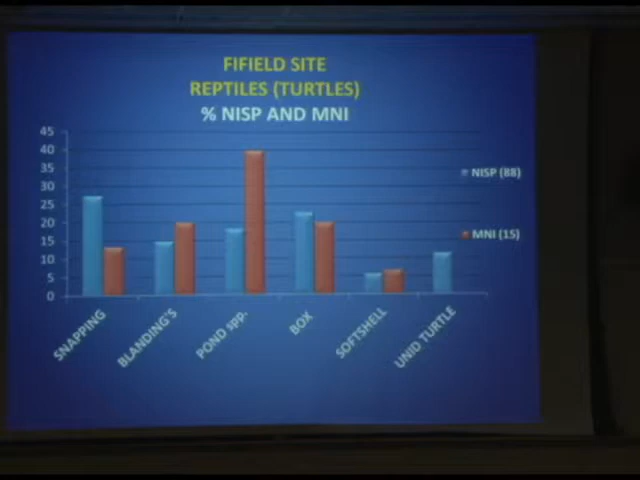 FIFIELD SITE
REPTILES (TURTLES)
% NISP AND MNI
45
40
35
30
25
20
15
10
5
0
NISP (88)
MNI (15)
SNAPPING
BLANDING'S
POND spp.
BOX
SOFTSHELL
UNID TURTLE